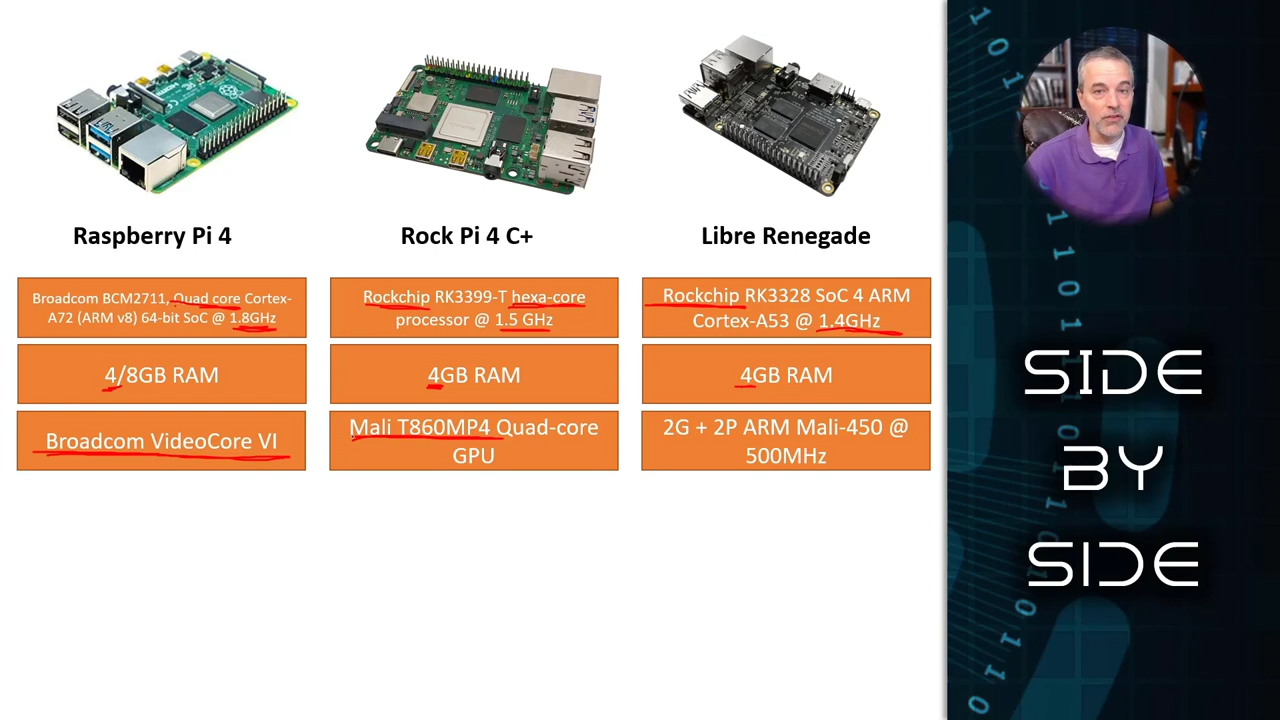 Raspberry Pi 4
Rock Pi 4 C+
Libre Renegade
Broadcom BCM2711, Quad core Cortex-
A72 (ARM v8) 64-bit SoC @ 1.8GHz
Rockchip RK3399-T hexa-core
processor @ 1.5 GHz
Rockchip RK3328 SoC 4 ARM
Cortex-A53 @ 1.4GHz
4/8GB RAM
4GB RAM
4GB RAM
Broadcom VideoCore VI
Mali T860MP4 Quad-core
GPU
2G + 2P ARM Mali-450 @
500MHz
SIDE
BY
SIDE